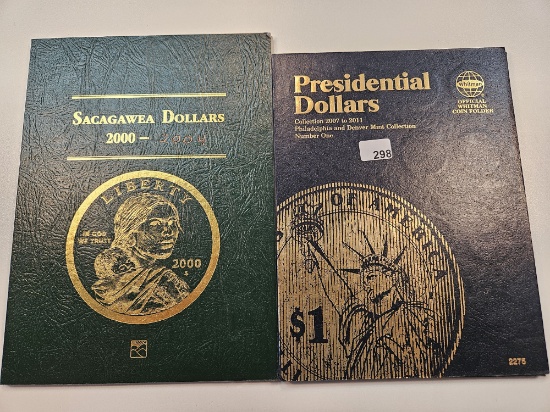 SACAGAWEA DOLLARS
2000 –
LIBERTY
IN GOD
WE TRUST
2000
Presidential
Dollars
Collection 2007 to 2011
Philadelphia and Denver Mint Collection
Number One
298
Whitman
OFFICIAL
WHITMAN
COIN FOLDER
OF AMERICA
$1
2275